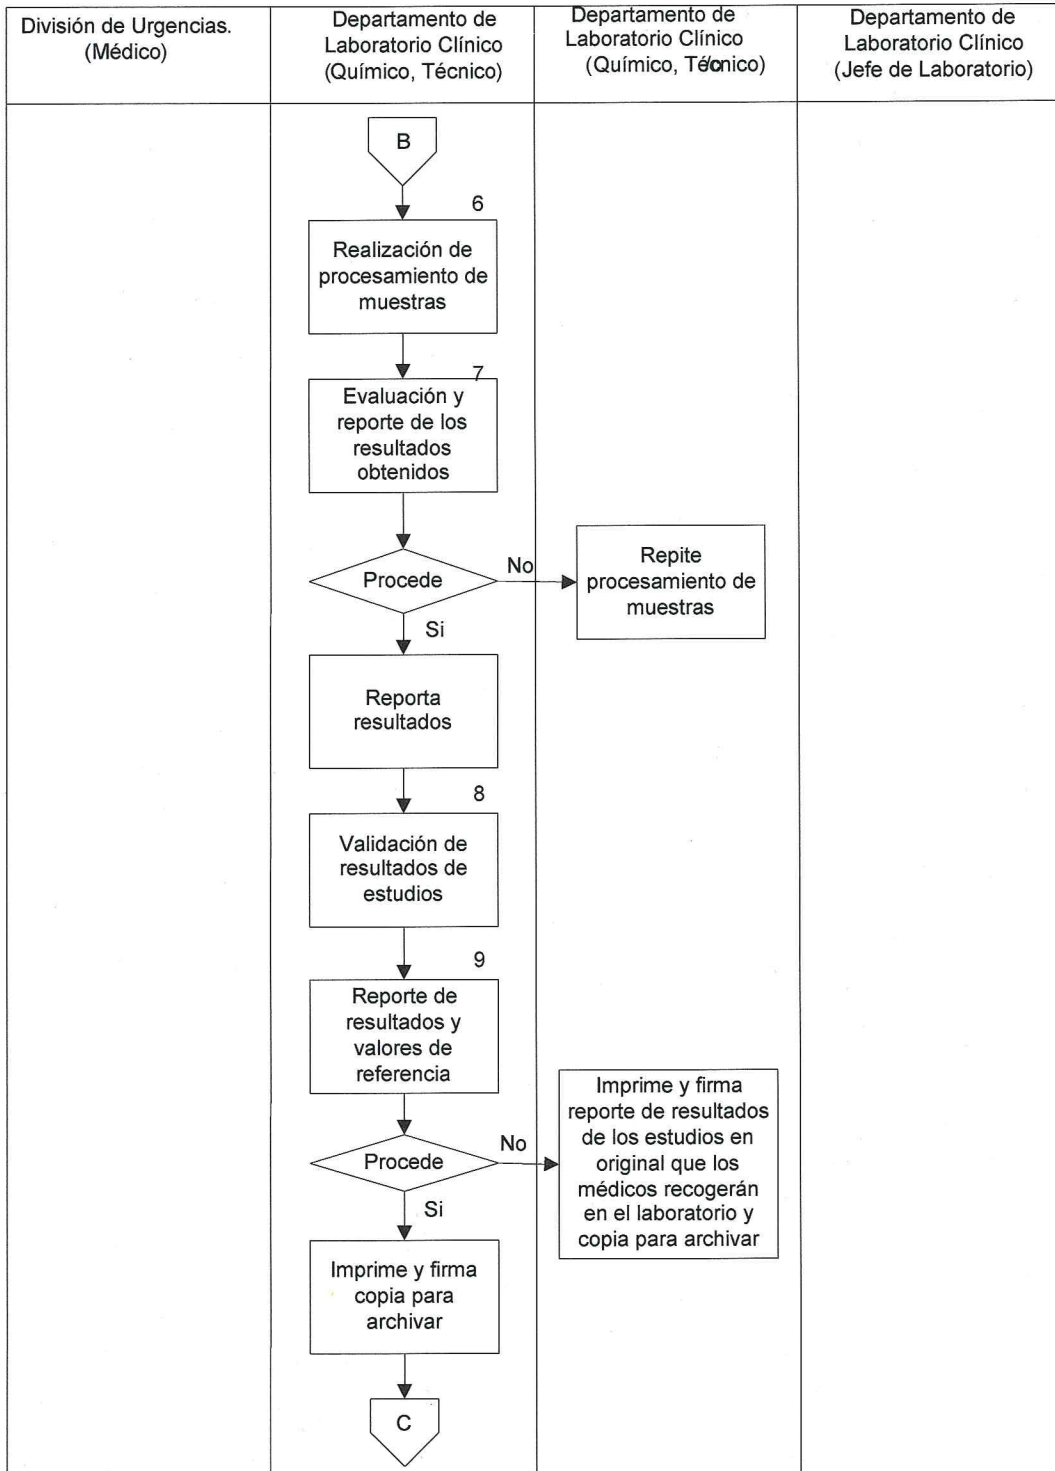 División de Urgencias.
(Médico)
Departamento de
Laboratorio Clínico
(Químico, Técnico)
Departamento de
Laboratorio Clínico
(Químico, Técnico)
Departamento de
Laboratorio Clínico
(Jefe de Laboratorio)
B
6
Realización de
procesamiento de
muestras
7
Evaluación y
reporte de los
resultados
obtenidos
Procede
No
Repite
procesamiento de
muestras
Si
Reporta
resultados
8
Validación de
resultados de
estudios
9
Reporte de
resultados y
valores de
referencia
Procede
No
Imprime y firma
reporte de resultados
de los estudios en
original que los
médicos recogerán
en el laboratorio y
copia para archivar
Si
Imprime y firma
copia para
archivar
C